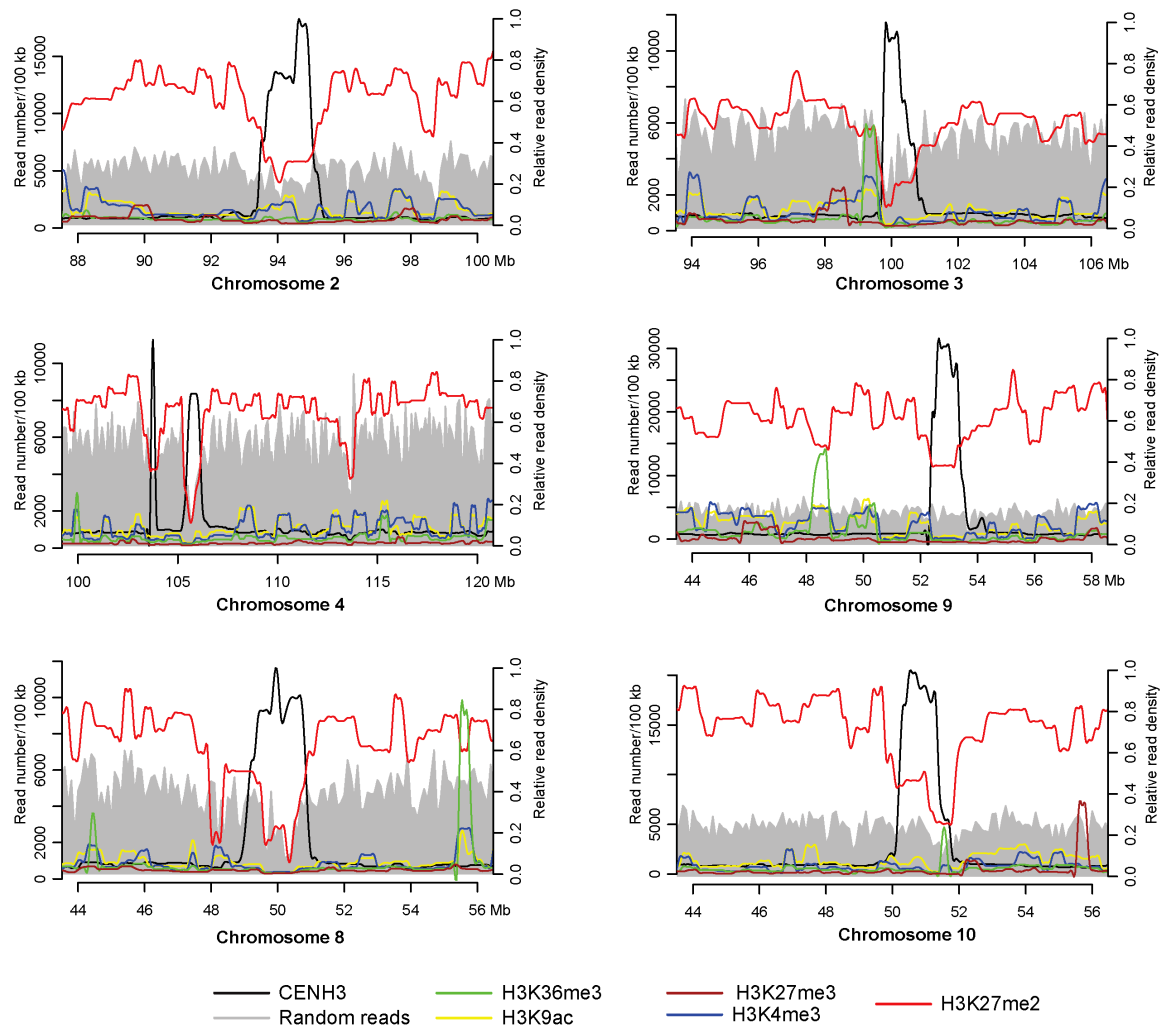 Read number/100 kb
0 5000 10000 15000
0.0 0.2 0.4 0.6 0.8 1.0
Relative read density
88 90 92 94 96 98 100 Mb
Chromosome 2
Read number/100 kb
0 2000 6000 10000
0.0 0.2 0.4 0.6 0.8 1.0
Relative read density
94 96 98 100 102 104 106 Mb
Chromosome 3
Read number/100 kb
0 2000 6000 10000
0.0 0.2 0.4 0.6 0.8 1.0
Relative read density
100 105 110 115 120 Mb
Chromosome 4
Read number/100 kb
0 10000 20000 30000
0.0 0.2 0.4 0.6 0.8 1.0
Relative read density
44 46 48 50 52 54 56 58 Mb
Chromosome 9
Read number/100 kb
0 2000 6000 10000
0.0 0.2 0.4 0.6 0.8 1.0
Relative read density
44 46 48 50 52 54 56 Mb
Chromosome 8
Read number/100 kb
0 5000 15000
0.0 0.2 0.4 0.6 0.8 1.0
Relative read density
44 46 48 50 52 54 56
Chromosome 10
CENH3 H3K36me3 H3K27me3 H3K27me2
Random reads H3K9ac H3K4me3